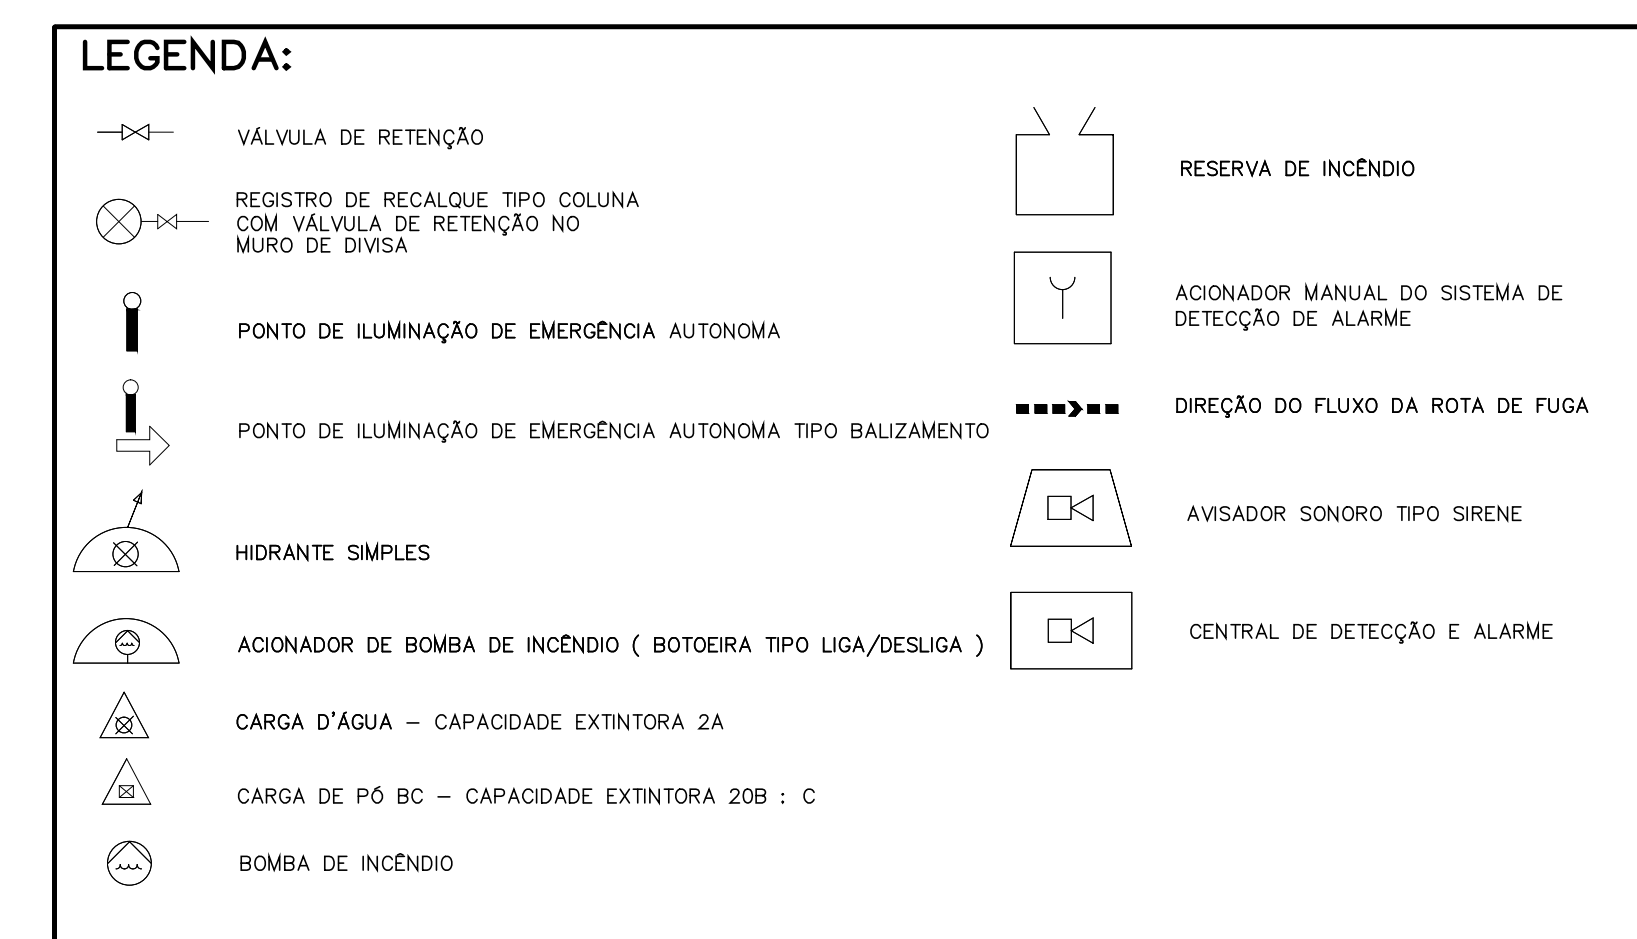 LEGENDA:
VÁLVULA DE RETENÇÃO
REGISTRO DE RECALQUE TIPO COLUNA
COM VÁLVULA DE RETENÇÃO NO
MURO DE DIVISA
PONTO DE ILUMINAÇÃO DE EMERGÊNCIA AUTONOMA
PONTO DE ILUMINAÇÃO DE EMERGÊNCIA AUTONOMA TIPO BALIZAMENTO
HIDRANTE SIMPLES
ACIONADOR DE BOMBA DE INCÊNDIO ( BOTOEIRA TIPO LIGA/DESLIGA )
CARGA D'ÁGUA – CAPACIDADE EXTINTORA 2A
CARGA DE PÓ BC – CAPACIDADE EXTINTORA 20B : C
BOMBA DE INCÊNDIO
RESERVA DE INCÊNDIO
ACIONADOR MANUAL DO SISTEMA DE
DETECÇÃO DE ALARME
DIREÇÃO DO FLUXO DA ROTA DE FUGA
AVISADOR SONORO TIPO SIRENE
CENTRAL DE DETECÇÃO E ALARME